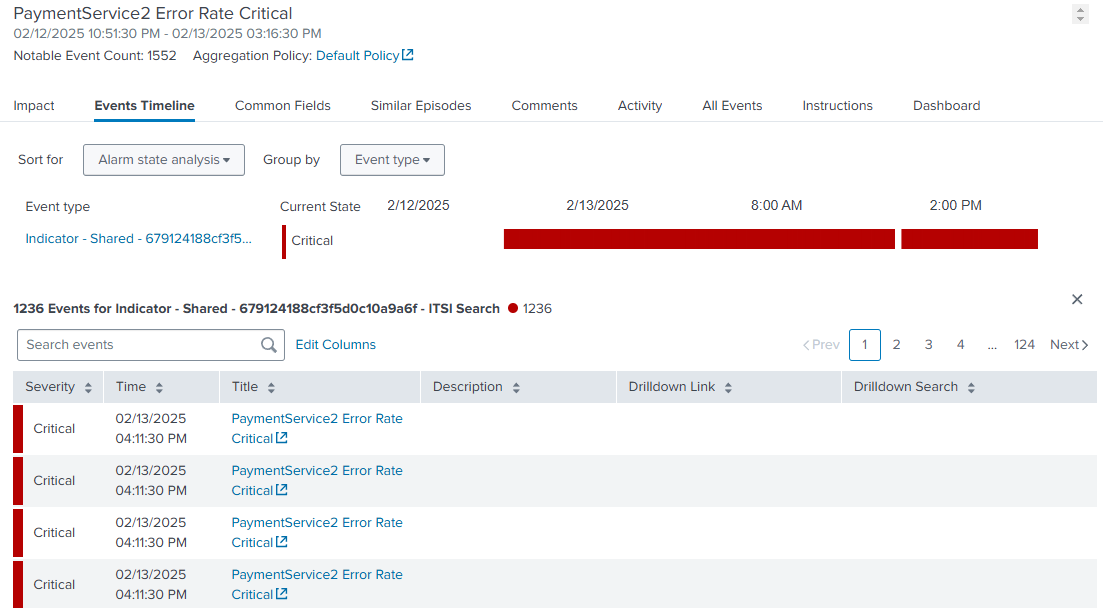 PaymentService2 Error Rate Critical
02/12/2025 10:51:30 PM - 02/13/2025 03:16:30 PM
Notable Event Count: 1552 Aggregation Policy: Default Policy
Impact Events Timeline Common Fields Similar Episodes Comments Activity All Events Instructions Dashboard
Sort for Alarm state analysis Group by Event type
Event type Current State 2/12/2025 2/13/2025 8:00 AM 2:00 PM
Indicator - Shared - 679124188cf3f5... Critical
1236 Events for Indicator - Shared - 679124188cf3f5d0c10a9a6f - ITSI Search 1236
Search events Edit Columns Prev 1 2 3 4 ... 124 Next
Severity Time Title Description Drilldown Link Drilldown Search
Critical 02/13/2025 04:11:30 PM PaymentService2 Error Rate Critical
Critical 02/13/2025 04:11:30 PM PaymentService2 Error Rate Critical
Critical 02/13/2025 04:11:30 PM PaymentService2 Error Rate Critical
Critical 02/13/2025 04:11:30 PM PaymentService2 Error Rate Critical